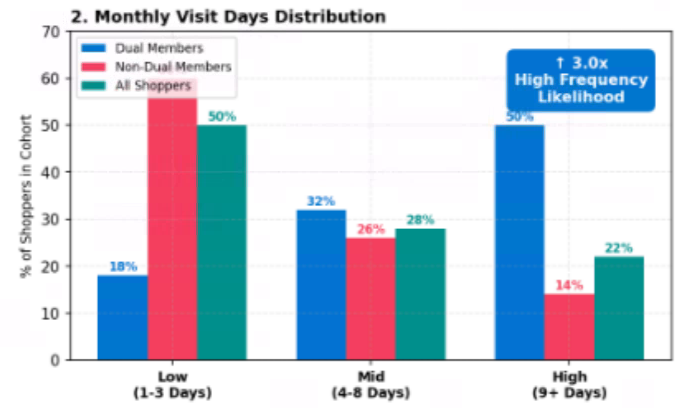 2. Monthly Visit Days Distribution
% of Shoppers in Cohort
70
60
50
40
30
20
10
0
Dual Members
Non-Dual Members
All Shoppers
↑ 3.0x
High Frequency
Likelihood
18%
50%
32%
26%
28%
50%
14%
22%
Low
(1-3 Days)
Mid
(4-8 Days)
High
(9+ Days)